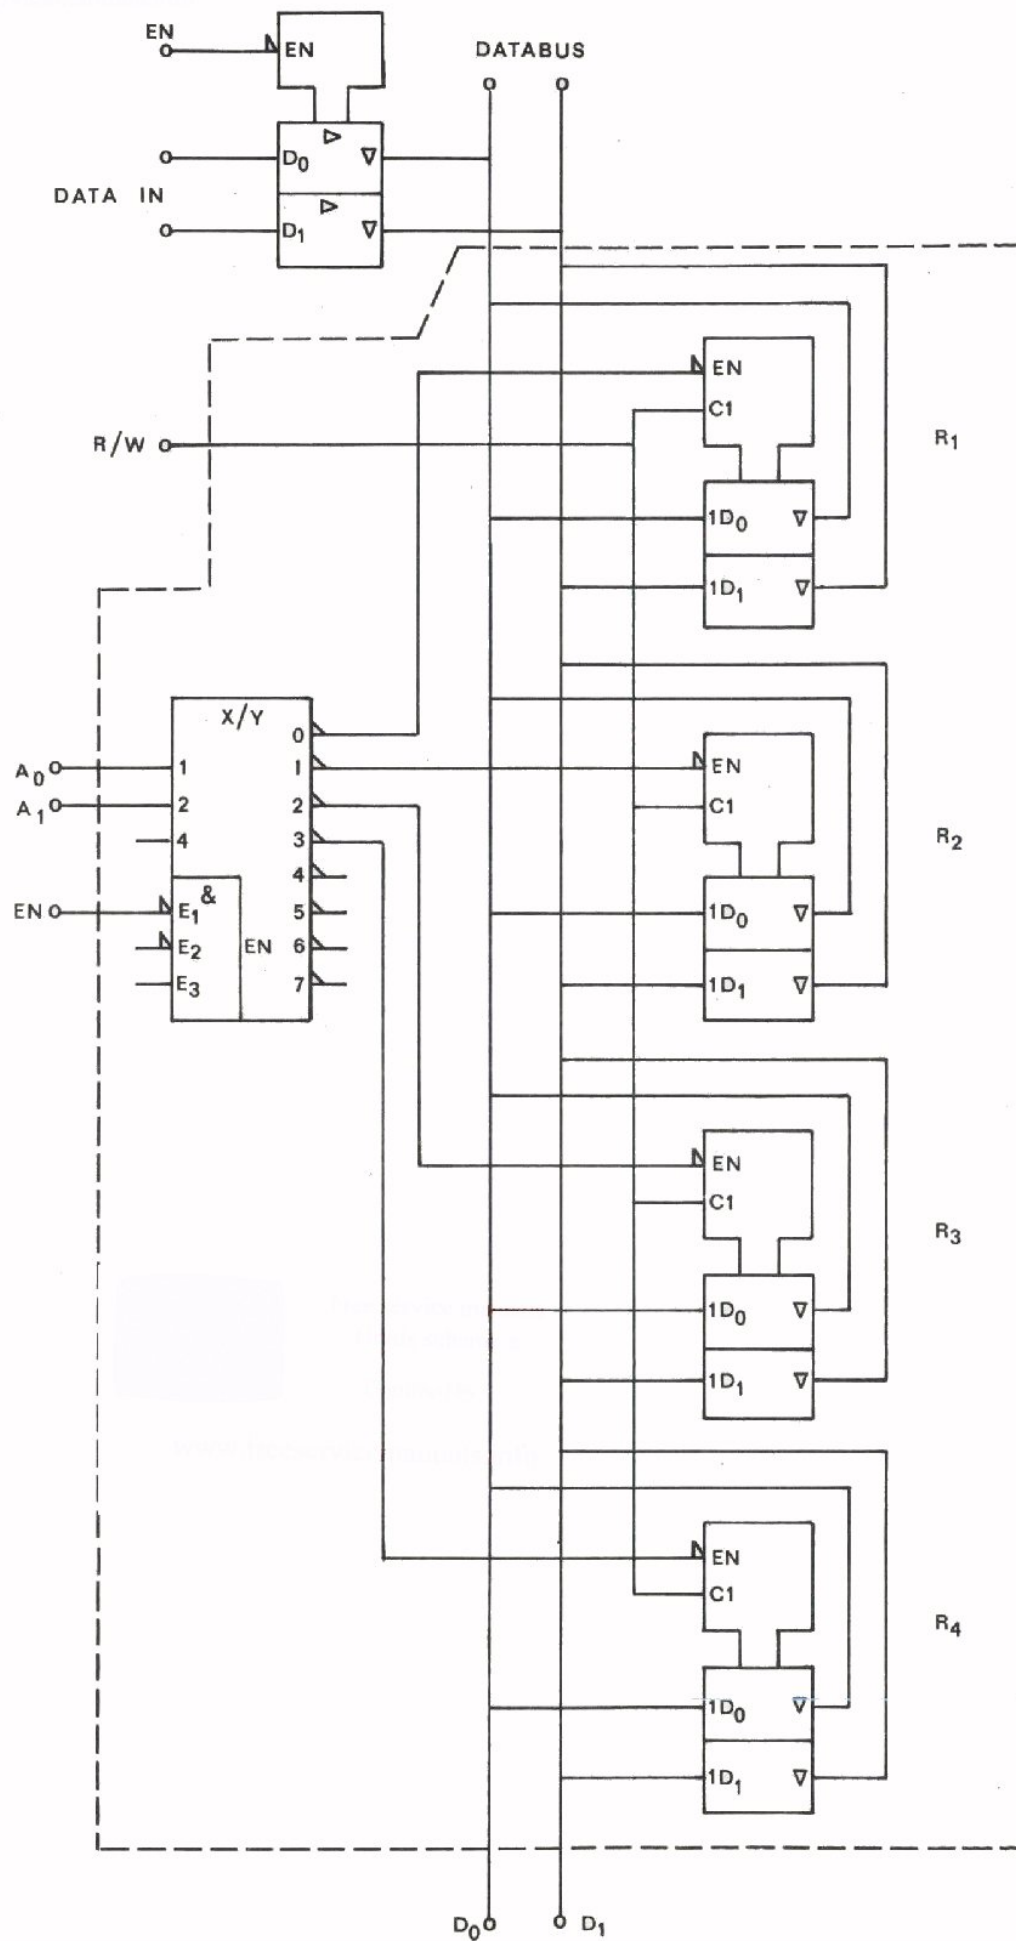 EN
EN
DATABUS
D0
DATA IN
D1
EN
C1
R/W
R1
1D0
1D1
X/Y
0
A0
1
1
EN
A1
2
2
C1
4
3
R2
4
&
EN
E1
5
1D0
E2
EN
6
E3
7
1D1
EN
C1
R3
1D0
1D1
EN
C1
R4
1D0
1D1
D0
D1